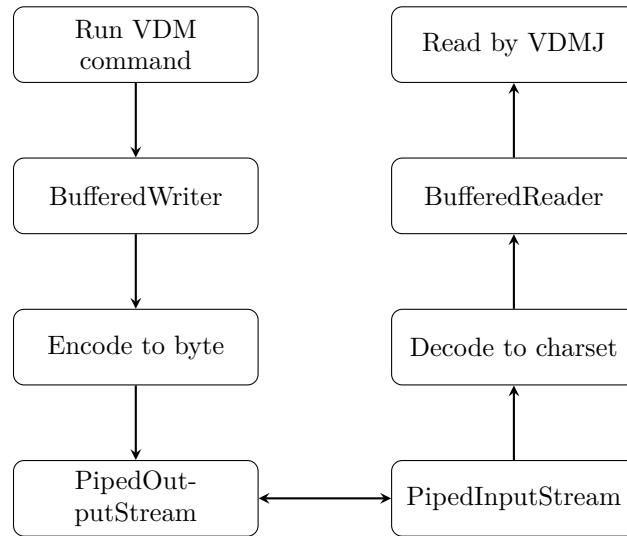 Run VDM
command
BufferedWriter
Encode to byte
PipedOut-
putStream
Read by VDMJ
BufferedReader
Decode to charset
PipedInputStream